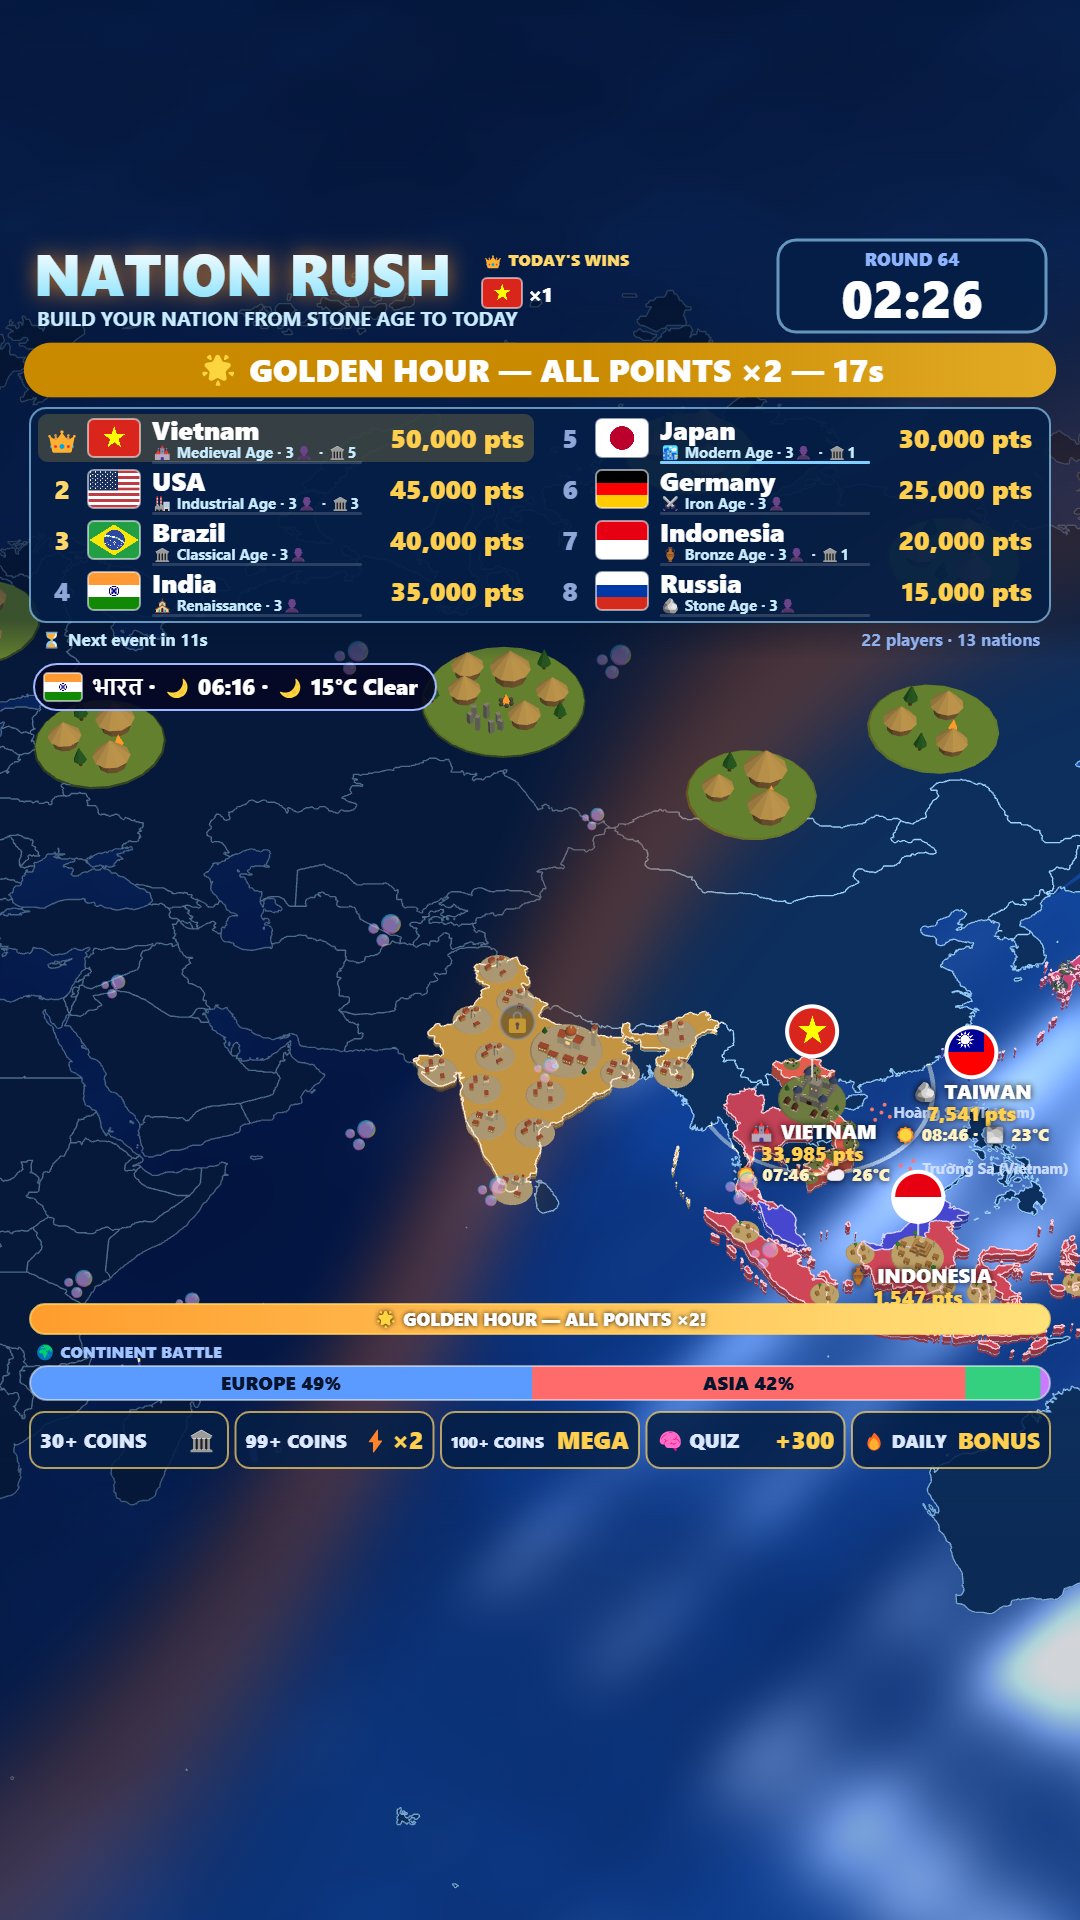 NATION RUSH
BUILD YOUR NATION FROM STONE AGE TO TODAY
TODAY'S WINS
×1
ROUND 64
02:26
GOLDEN HOUR — ALL POINTS ×2 — 17s
Vietnam
Medieval Age · 3 · 5
50,000 pts
2
USA
Industrial Age · 3 · 3
45,000 pts
3
Brazil
Classical Age · 3
40,000 pts
4
India
Renaissance · 3
35,000 pts
5
Japan
Modern Age · 3 · 1
30,000 pts
6
Germany
Iron Age · 3
25,000 pts
7
Indonesia
Bronze Age · 3 · 1
20,000 pts
8
Russia
Stone Age · 3
15,000 pts
Next event in 11s
22 players · 13 nations
भारत · 06:16 · 15°C Clear
TAIWAN
7,541 pts
08:46 · 23°C
VIETNAM
33,985 pts
07:46 · 26°C
Trường Sa (Vietnam)
INDONESIA
1,547 pts
GOLDEN HOUR — ALL POINTS ×2!
CONTINENT BATTLE
EUROPE 49%
ASIA 42%
30+ COINS
99+ COINS ×2
100+ COINS MEGA
QUIZ +300
DAILY BONUS